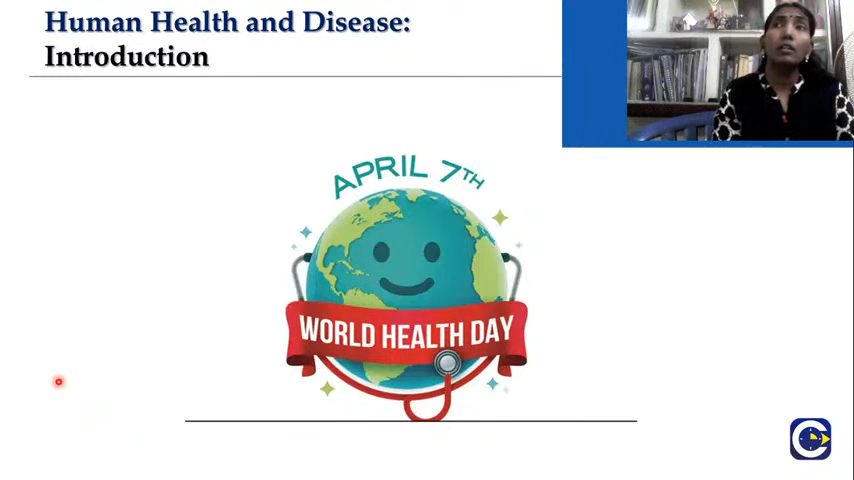 Human Health and Disease:
Introduction
APRIL 7TH
WORLD HEALTH DAY